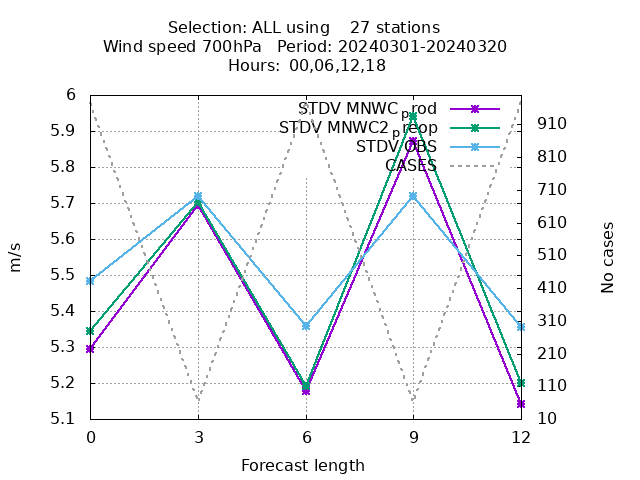 Selection: ALL using    27 stations
Wind speed 700hPa   Period: 20240301-20240320
Hours:  00,06,12,18
STDV MNWC_prod
STDV MNWC2_preop
STDV OBS
CASES
6
5.9
5.8
5.7
5.6
5.5
5.4
5.3
5.2
5.1
m/s
910
810
710
610
510
410
310
210
110
10
No cases
0 3 6 9 12
Forecast length